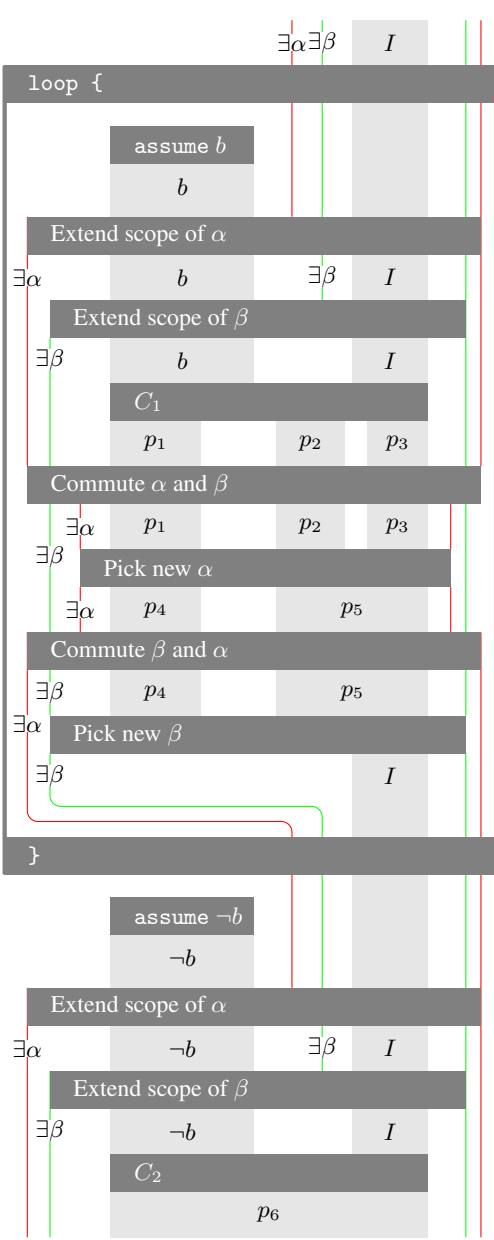 ∃α∃β I
loop {
assume b
b
Extend scope of α
∃α b ∃β I
Extend scope of β
∃β b I
C₁
p₁ p₂ p₃
Commute α and β
∃α p₁ p₂ p₃
∃β
Pick new α
∃α p₄ p₅
Commute β and α
∃β p₄ p₅
∃α
Pick new β
∃β I
}
assume ¬b
¬b
Extend scope of α
∃α ¬b ∃β I
Extend scope of β
∃β ¬b I
C₂
p₆